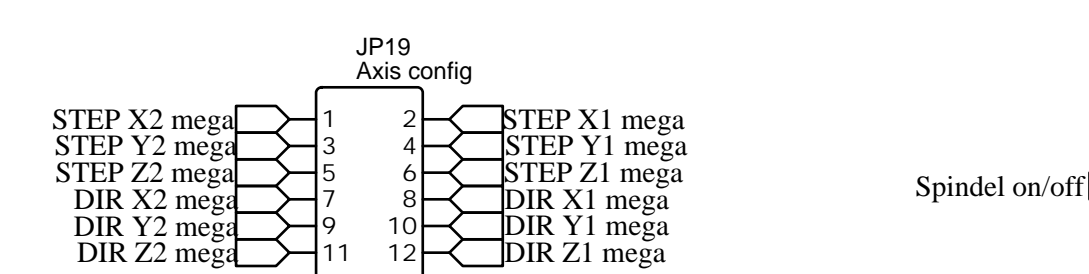 JP19
Axis config
STEP X2 mega 1 2 STEP X1 mega
STEP Y2 mega 3 4 STEP Y1 mega
STEP Z2 mega 5 6 STEP Z1 mega
DIR X2 mega 7 8 DIR X1 mega
Spindel on/off
DIR Y2 mega 9 10 DIR Y1 mega
DIR Z2 mega 11 12 DIR Z1 mega